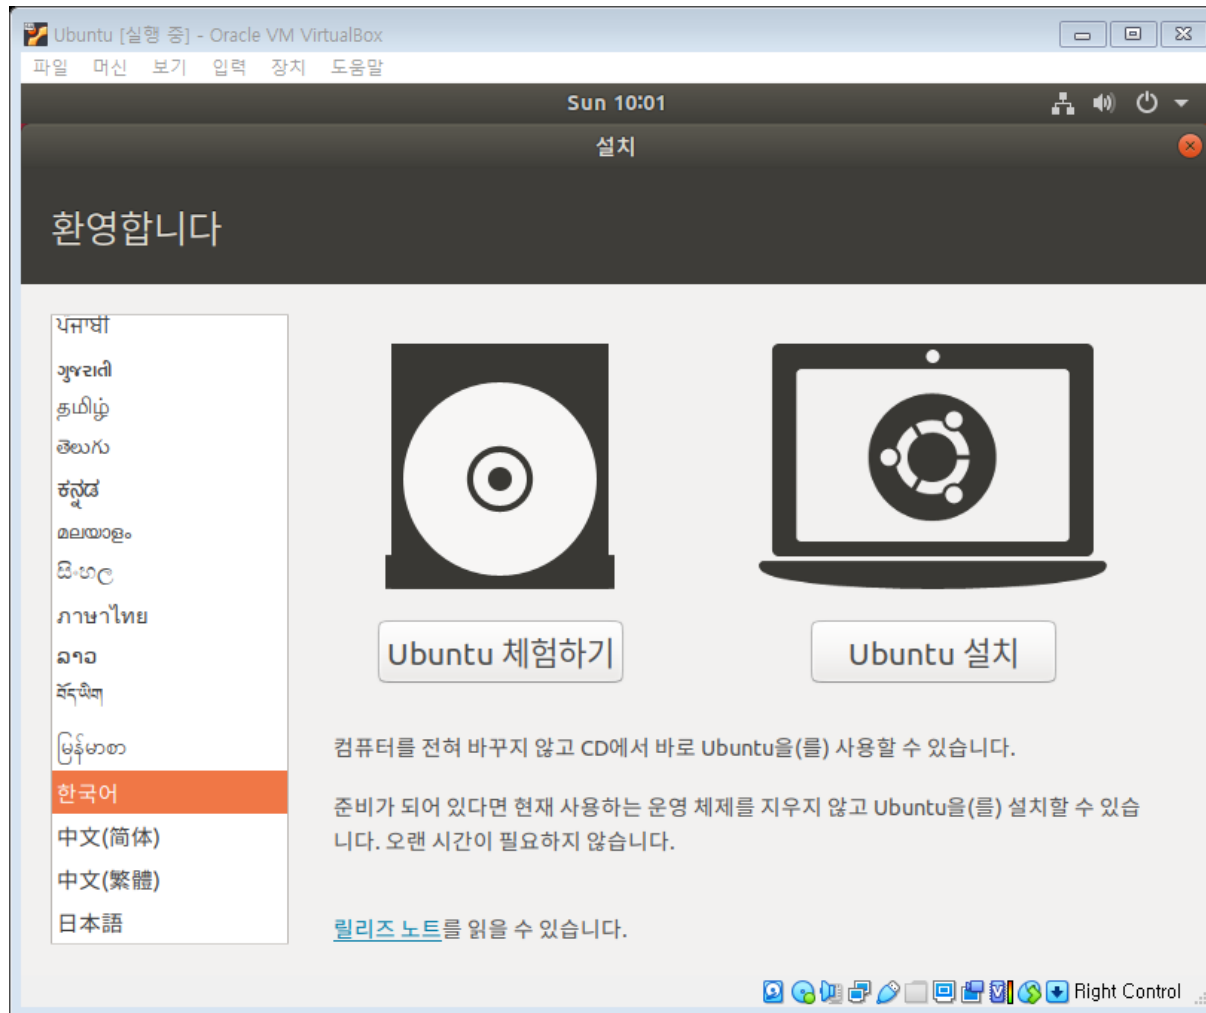 Ubuntu [실행 중] - Oracle VM VirtualBox
파일 머신 보기 입력 장치 도움말
Sun 10:01
설치
환영합니다
ਪੰਜਾਬੀ
ગુજરાતી
தமிழ்
తెలుగు
ಕನ್ನಡ
മലയാളം
සිංහල
ภาษาไทย
ລາວ
བོད་ཡིག
မြန်မာစာ
한국어
中文(简体)
中文(繁體)
日本語
Ubuntu 체험하기
Ubuntu 설치
컴퓨터를 전혀 바꾸지 않고 CD에서 바로 Ubuntu을(를) 사용할 수 있습니다.
준비가 되어 있다면 현재 사용하는 운영 체제를 지우지 않고 Ubuntu을(를) 설치할 수 있습
니다. 오랜 시간이 필요하지 않습니다.
릴리즈 노트를 읽을 수 있습니다.
Right Control